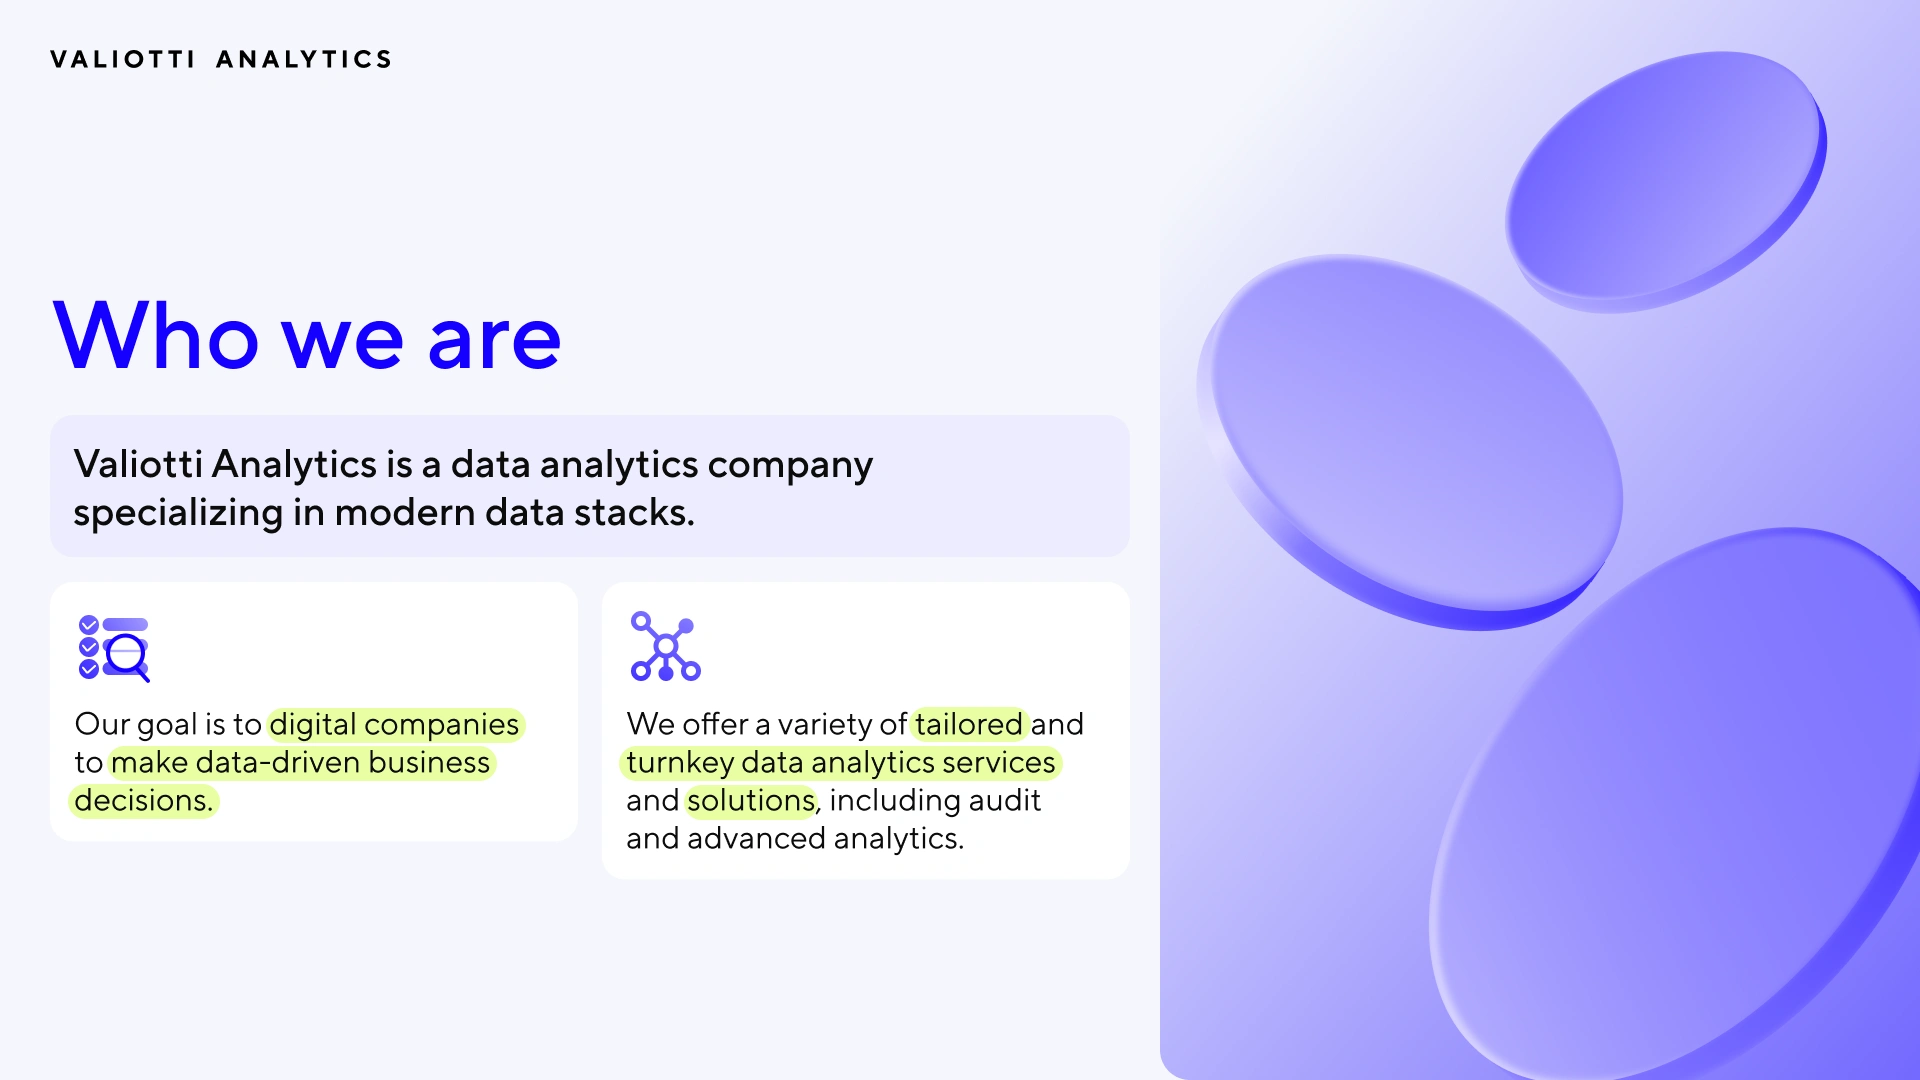 VALIOTTI ANALYTICS
Who we are
Valiotti Analytics is a data analytics company
specializing in modern data stacks.
Our goal is to digital companies
to make data-driven business
decisions.
We offer a variety of tailored and
turnkey data analytics services
and solutions, including audit
and advanced analytics.